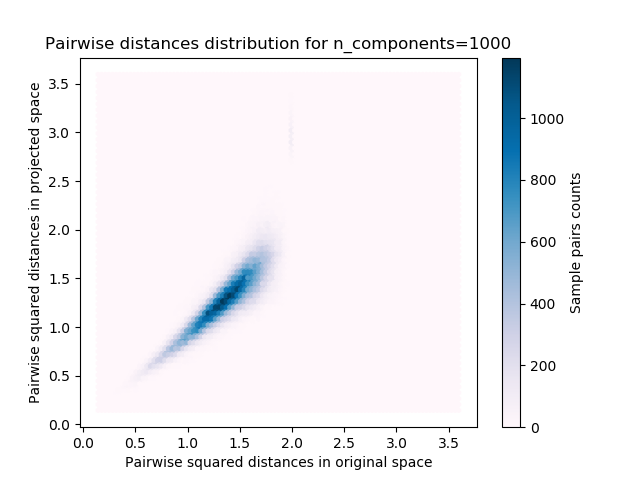 Pairwise distances distribution for n_components=1000
Pairwise squared distances in projected space
3.5
3.0
2.5
2.0
1.5
1.0
0.5
0.0
0.0 0.5 1.0 1.5 2.0 2.5 3.0 3.5
Pairwise squared distances in original space
1000
800
600
400
200
0
Sample pairs counts